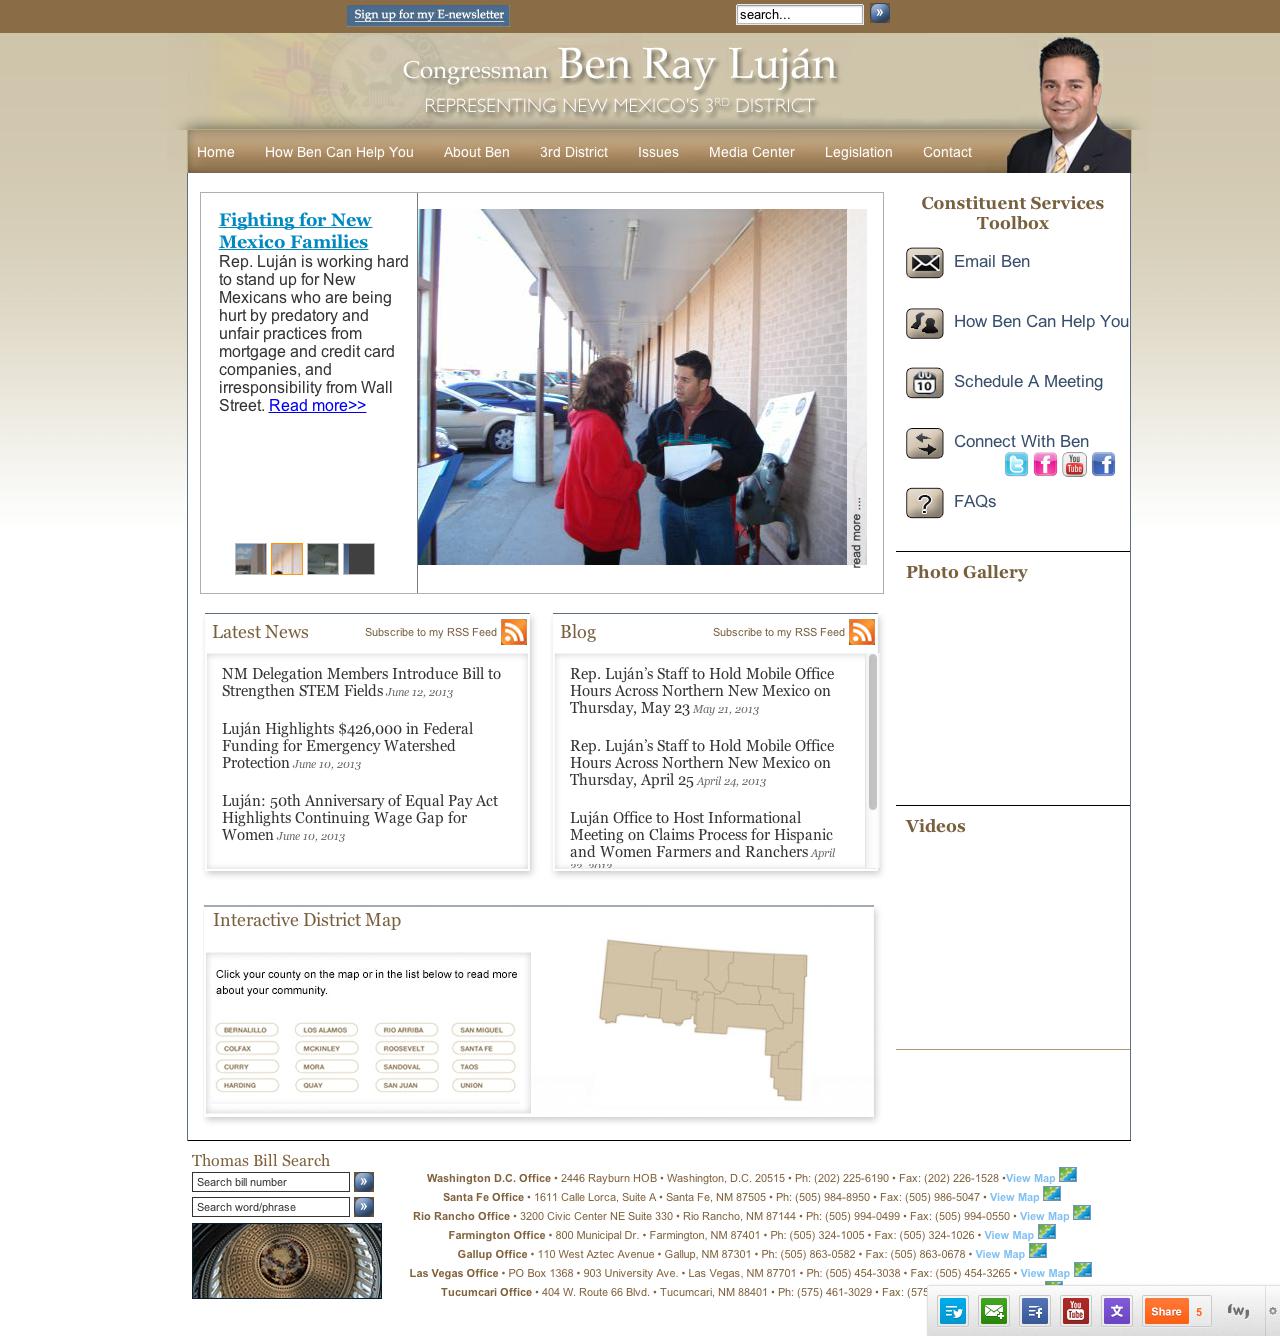 Sign up for my E-newsletter
search...
Congressman Ben Ray Luján
REPRESENTING NEW MEXICO'S 3RD DISTRICT
Home How Ben Can Help You About Ben 3rd District Issues Media Center Legislation Contact
Fighting for New
Mexico Families
Rep. Luján is working hard
to stand up for New
Mexicans who are being
hurt by predatory and
unfair practices from
mortgage and credit card
companies, and
irresponsibility from Wall
Street. Read more>>
read more ....
Constituent Services
Toolbox
Email Ben
How Ben Can Help You
10
Schedule A Meeting
Connect With Ben
You
Tube
?
FAQs
Photo Gallery
Videos
Latest News
Subscribe to my RSS Feed
NM Delegation Members Introduce Bill to
Strengthen STEM Fields June 12, 2013
Luján Highlights $426,000 in Federal
Funding for Emergency Watershed
Protection June 10, 2013
Luján: 50th Anniversary of Equal Pay Act
Highlights Continuing Wage Gap for
Women June 10, 2013
Blog
Subscribe to my RSS Feed
Rep. Luján's Staff to Hold Mobile Office
Hours Across Northern New Mexico on
Thursday, May 23 May 21, 2013
Rep. Luján's Staff to Hold Mobile Office
Hours Across Northern New Mexico on
Thursday, April 25 April 24, 2013
Luján Office to Host Informational
Meeting on Claims Process for Hispanic
and Women Farmers and Ranchers April
Interactive District Map
Click your county on the map or in the list below to read more
about your community.
BERNALILLO LOS ALAMOS RIO ARRIBA SAN MIGUEL
COLFAX MCKINLEY ROOSEVELT SANTA FE
CURRY MORA SANDOVAL TAOS
HARDING QUAY SAN JUAN UNION
Thomas Bill Search
Search bill number
Search word/phrase
Washington D.C. Office • 2446 Rayburn HOB • Washington, D.C. 20515 • Ph: (202) 225-6190 • Fax: (202) 226-1528 •View Map
Santa Fe Office • 1611 Calle Lorca, Suite A • Santa Fe, NM 87505 • Ph: (505) 984-8950 • Fax: (505) 986-5047 • View Map
Rio Rancho Office • 3200 Civic Center NE Suite 330 • Rio Rancho, NM 87144 • Ph: (505) 994-0499 • Fax: (505) 994-0550 • View Map
Farmington Office • 800 Municipal Dr. • Farmington, NM 87401 • Ph: (505) 324-1005 • Fax: (505) 324-1026 • View Map
Gallup Office • 110 West Aztec Avenue • Gallup, NM 87301 • Ph: (505) 863-0582 • Fax: (505) 863-0678 • View Map
Las Vegas Office • PO Box 1368 • 903 University Ave. • Las Vegas, NM 87701 • Ph: (505) 454-3038 • Fax: (505) 454-3265 • View Map
Tucumcari Office • 404 W. Route 66 Blvd. • Tucumcari, NM 88401 • Ph: (575) 461-3029 • Fax: (575
You
Tube
文
Share 5